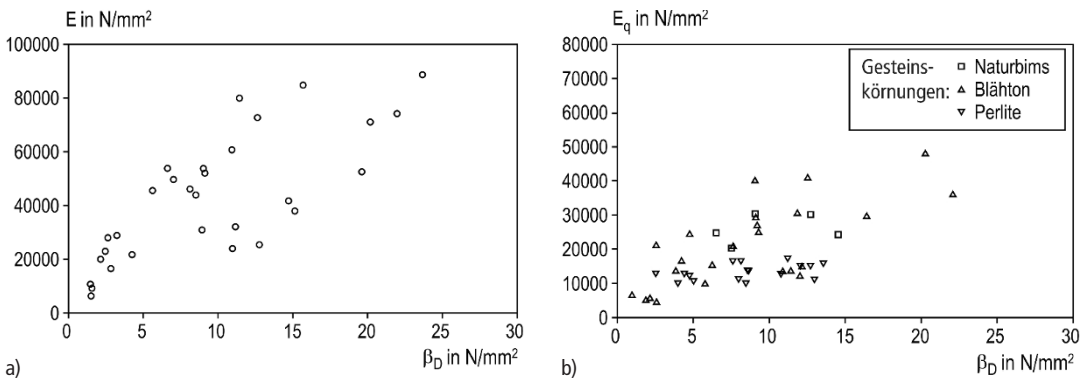 E in N/mm²
100000
80000
60000
40000
20000
0
0 5 10 15 20 25 30
β_D in N/mm²
a)
E_q in N/mm²
80000
70000
60000
50000
40000
30000
20000
10000
0
0 5 10 15 20 25 30
β_D in N/mm²
b)
Gesteins-
körnungen:
Naturbims
Blähton
Perlite